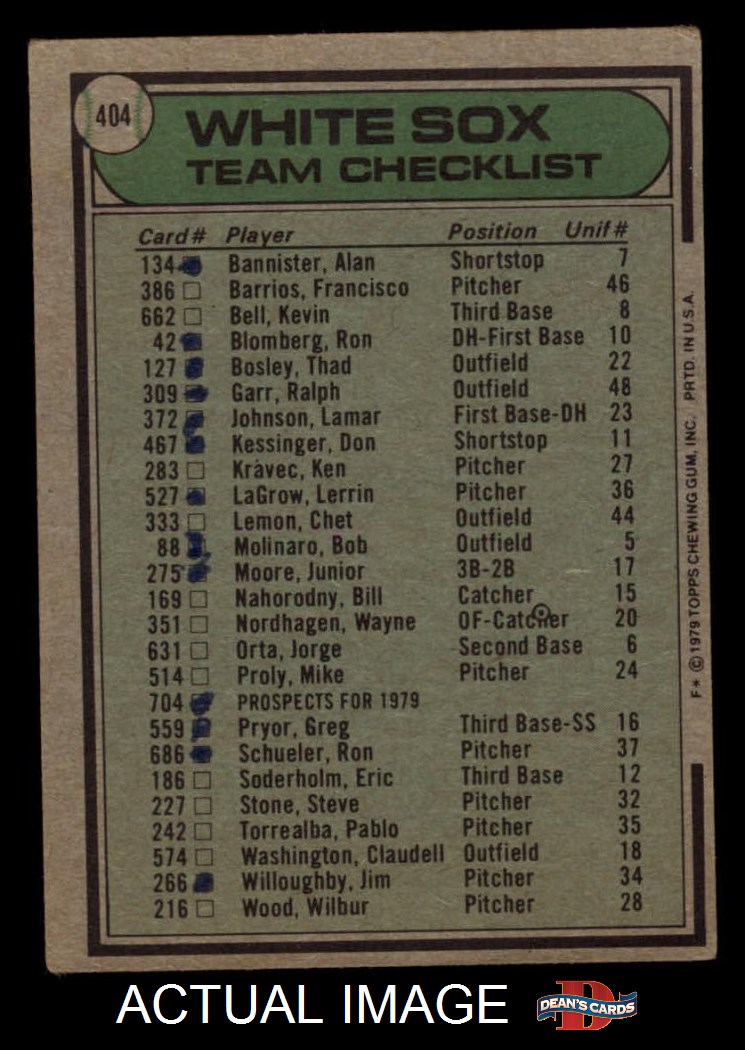 404
WHITE SOX
TEAM CHECKLIST
Card# Player Position Unif#
134 Bannister, Alan Shortstop 7
386 □ Barrios, Francisco Pitcher 46
662 □ Bell, Kevin Third Base 8
42 Blomberg, Ron DH-First Base 10
127 Bosley, Thad Outfield 22
309 Garr, Ralph Outfield 48
372 Johnson, Lamar First Base-DH 23
467 Kessinger, Don Shortstop 11
283 □ Kravec, Ken Pitcher 27
527 LaGrow, Lerrin Pitcher 36
333 □ Lemon, Chet Outfield 44
88 Molinaro, Bob Outfield 5
275 Moore, Junior 3B-2B 17
169 □ Nahorodny, Bill Catcher 15
351 □ Nordhagen, Wayne OF-Catcher 20
631 □ Orta, Jorge Second Base 6
514 □ Proly, Mike Pitcher 24
704 PROSPECTS FOR 1979
559 Pryor, Greg Third Base-SS 16
686 Schueler, Ron Pitcher 37
186 □ Soderholm, Eric Third Base 12
227 □ Stone, Steve Pitcher 32
242 □ Torrealba, Pablo Pitcher 35
574 □ Washington, Claudell Outfield 18
266 Willoughby, Jim Pitcher 34
216 □ Wood, Wilbur Pitcher 28
F* © 1979 TOPPS CHEWING GUM, INC. PRTD. IN U.S.A.
ACTUAL IMAGE
D
DEAN'S CARDS